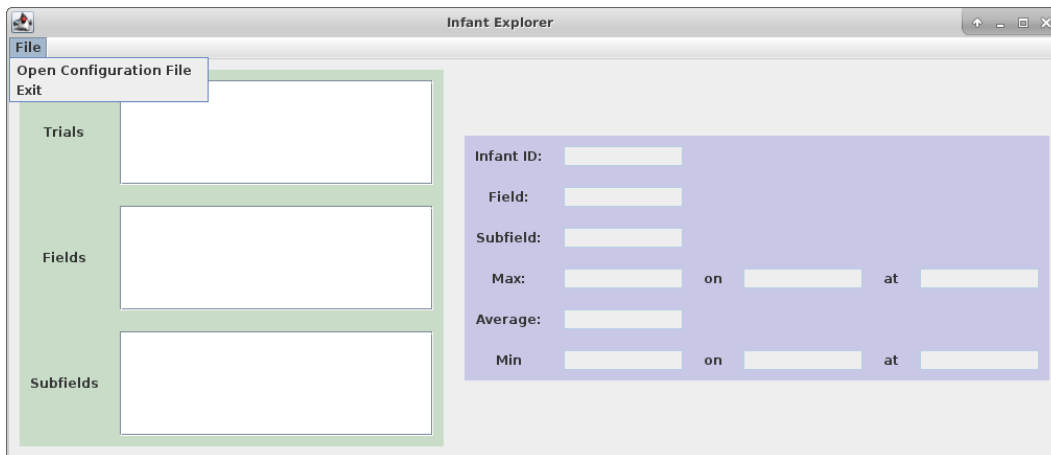 Infant Explorer
File
Open Configuration File
Exit
Trials
Fields
Subfields
Infant ID:
Field:
Subfield:
Max: on at
Average:
Min on at